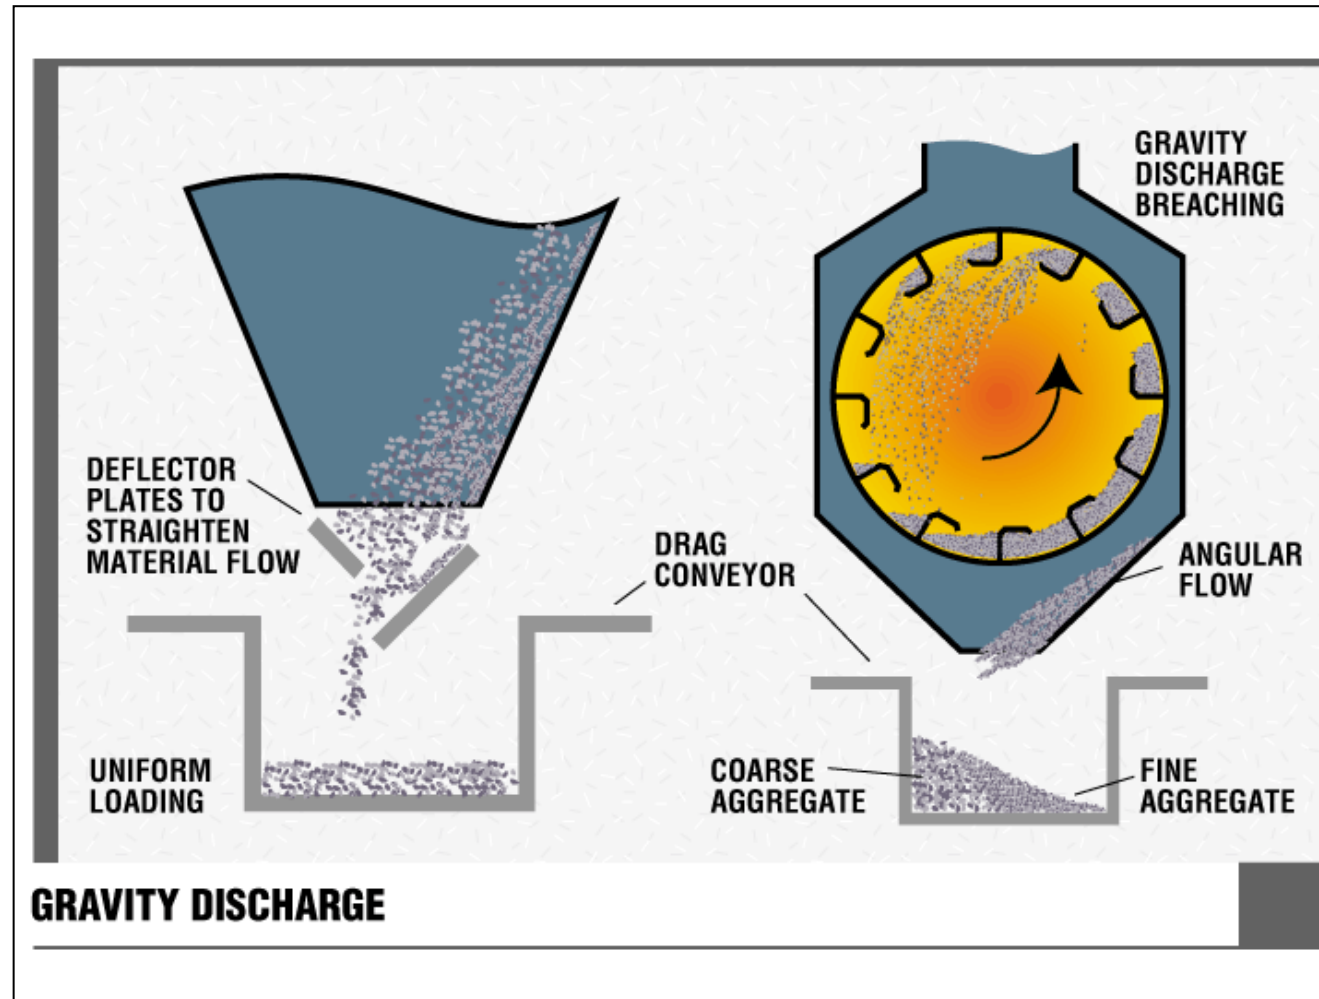 GRAVITY
DISCHARGE
BREACHING
DEFLECTOR
PLATES TO
STRAIGHTEN
MATERIAL FLOW
DRAG
CONVEYOR
ANGULAR
FLOW
UNIFORM
LOADING
COARSE
AGGREGATE
FINE
AGGREGATE
GRAVITY DISCHARGE